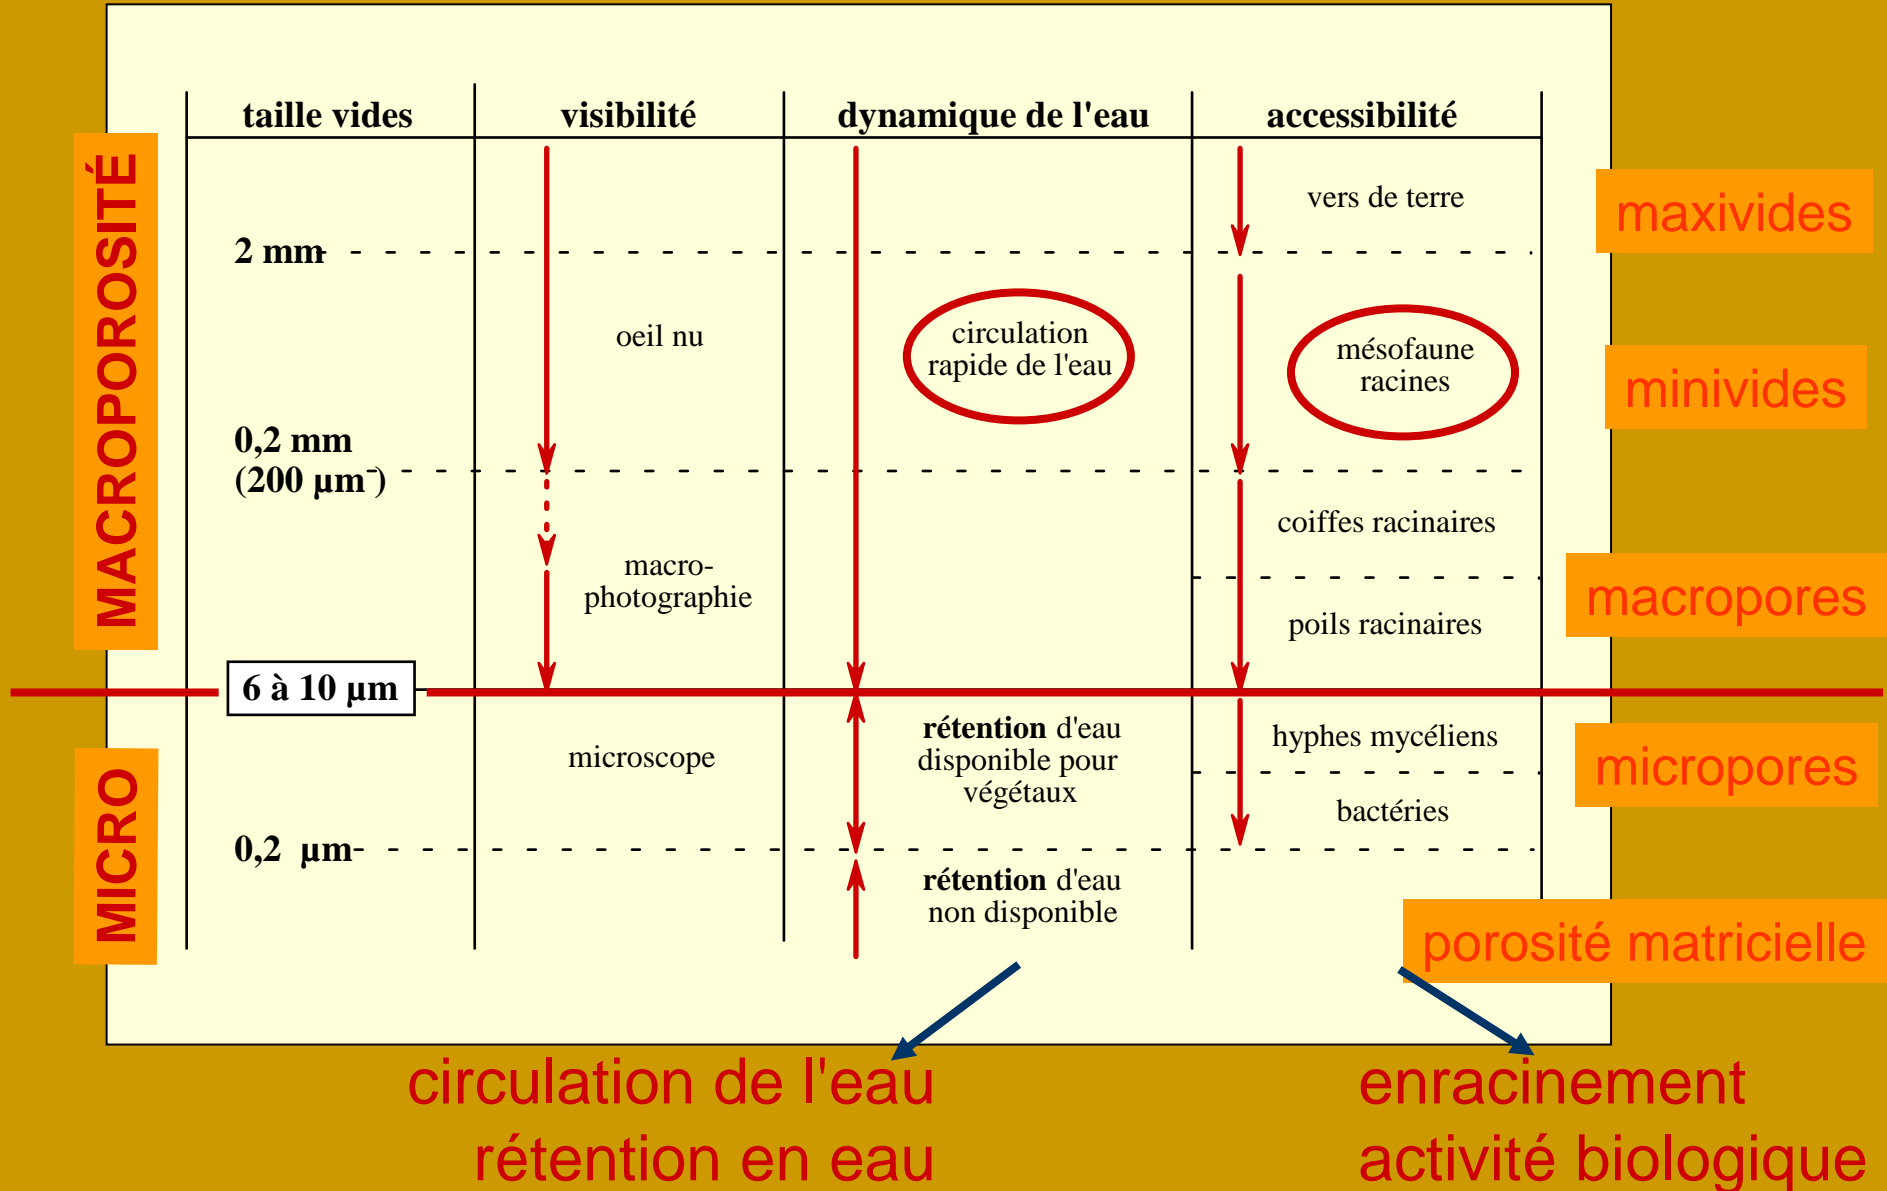 taille vides
visibilité
dynamique de l'eau
accessibilité
MACROPOROSITÉ
vers de terre
maxivides
2 mm
oeil nu
circulation
rapide de l'eau
mésofaune
racines
minivides
0,2 mm
(200 µm )
coiffes racinaires
macro-
photographie
macropores
poils racinaires
6 à 10 µm
MICRO
microscope
rétention d'eau
disponible pour
végétaux
hyphes mycéliens
micropores
bactéries
0,2 µm
rétention d'eau
non disponible
porosité matricielle
circulation de l'eau
rétention en eau
enracinement
activité biologique